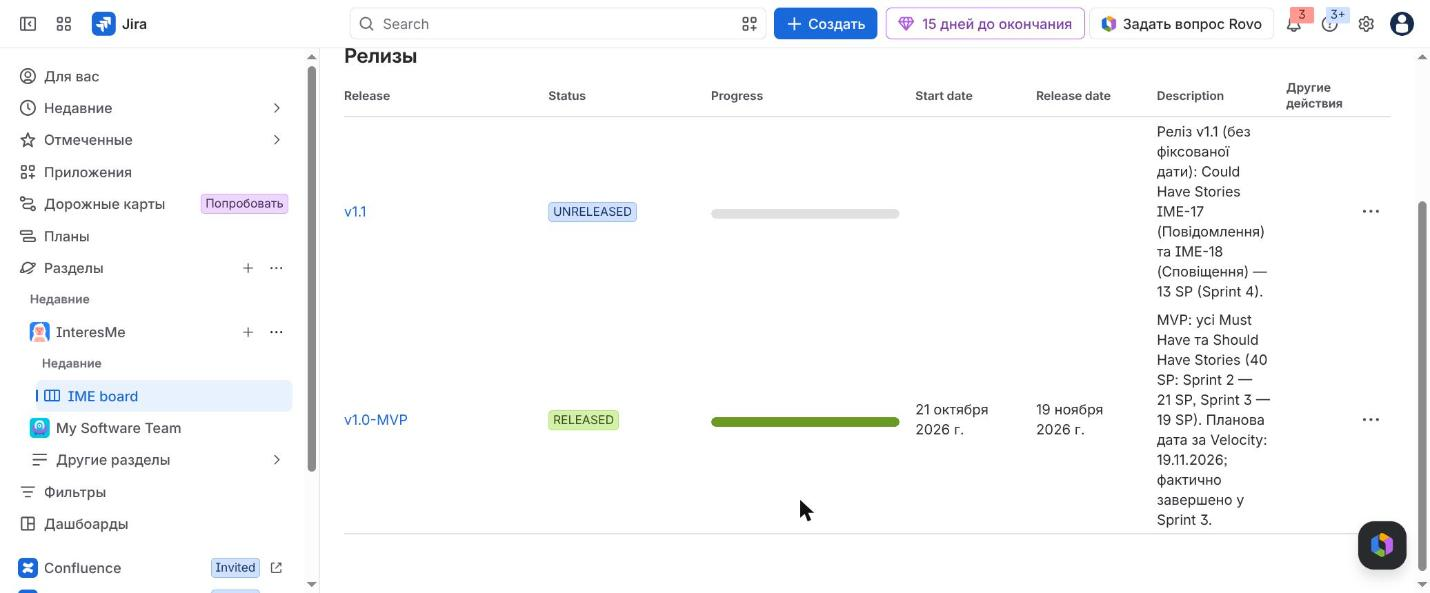 Jira
Search
Создать
15 дней до окончания
Задать вопрос Rovo
3
3+
Для вас
Недавние
Отмеченные
Приложения
Дорожные карты
Попробовать
Планы
Разделы
Недавние
InteresMe
Недавние
IME board
My Software Team
Другие разделы
Фильтры
Дашбоарды
Confluence
Invited
Релизы
Release
Status
Progress
Start date
Release date
Description
Другие
действия
v1.1
UNRELEASED
Реліз v1.1 (без
фіксованої
дати): Could
Have Stories
IME-17
(Повідомлення)
та IME-18
(Сповіщення) —
13 SP (Sprint 4).
v1.0-MVP
RELEASED
21 октября
2026 г.
19 ноября
2026 г.
MVP: усі Must
Have та Should
Have Stories (40
SP: Sprint 2 —
21 SP, Sprint 3 —
19 SP). Планова
дата за Velocity:
19.11.2026;
фактично
завершено у
Sprint 3.